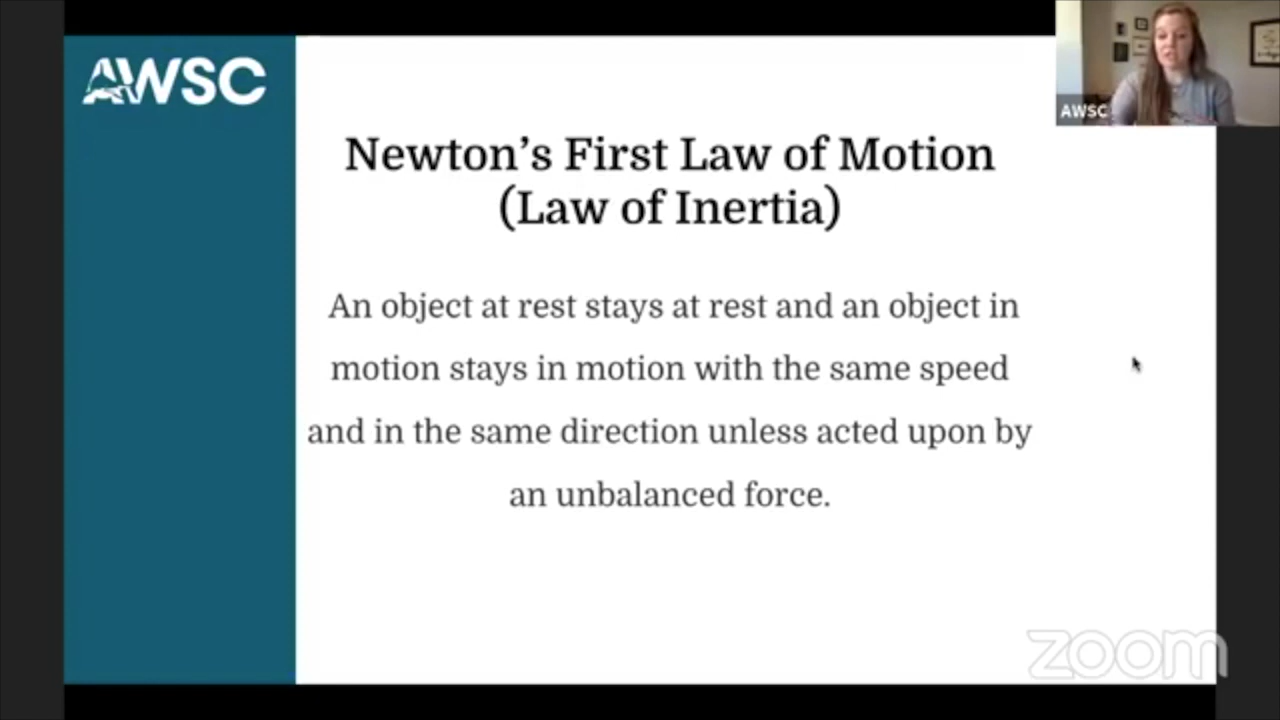 AWSC
AWSC
Newton’s First Law of Motion
(Law of Inertia)
An object at rest stays at rest and an object in
motion stays in motion with the same speed
and in the same direction unless acted upon by
an unbalanced force.
zoom